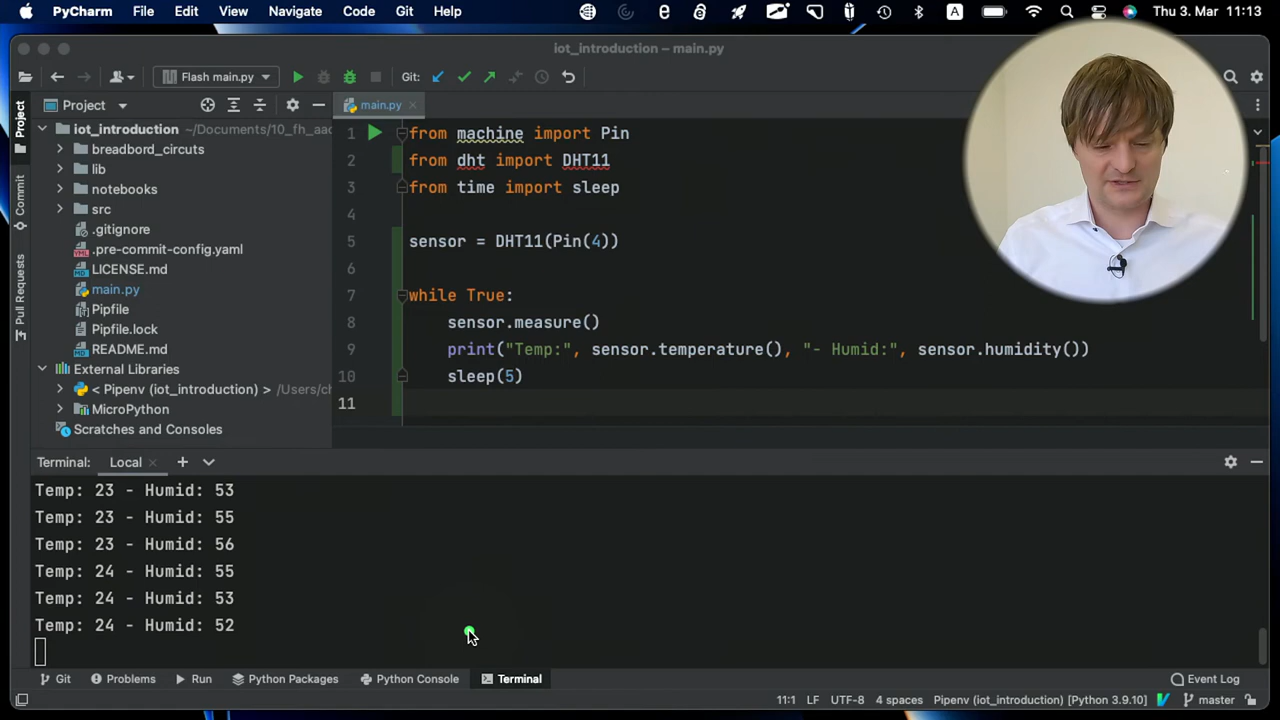 PyCharm File Edit View Navigate Code Git Help A Thu 3. Mar 11:13
iot_introduction – main.py
Flash main.py Git:
Project main.py
Project
Commit
Pull Requests
iot_introduction ~/Documents/10_fh_aac
breadbord_circuts
lib
notebooks
src
.gitignore
.pre-commit-config.yaml
LICENSE.md
main.py
Pipfile
Pipfile.lock
README.md
External Libraries
< Pipenv (iot_introduction) > /Users/ch
MicroPython
Scratches and Consoles
1 from machine import Pin
2 from dht import DHT11
3 from time import sleep
4
5 sensor = DHT11(Pin(4))
6
7 while True:
8 sensor.measure()
9 print("Temp:", sensor.temperature(), "- Humid:", sensor.humidity())
10 sleep(5)
11
Terminal: Local
Temp: 23 - Humid: 53
Temp: 23 - Humid: 55
Temp: 23 - Humid: 56
Temp: 24 - Humid: 55
Temp: 24 - Humid: 53
Temp: 24 - Humid: 52
Git Problems Run Python Packages Python Console Terminal Event Log
11:1 LF UTF-8 4 spaces Pipenv (iot_introduction) [Python 3.9.10] master